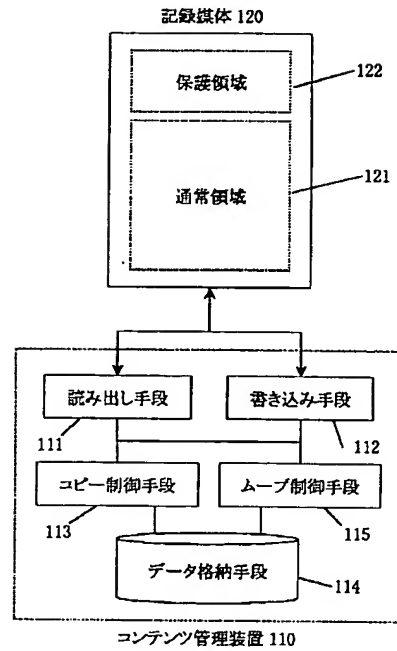 記録媒体 120
保護領域
122
通常領域
121
読み出し手段
書き込み手段
111
112
コピー制御手段
ムーブ制御手段
113
115
データ格納手段
114
コンテンツ管理装置 110